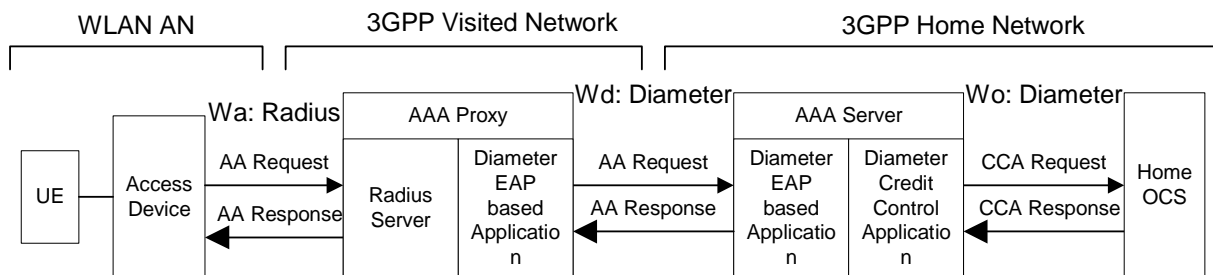 WLAN AN
3GPP Visited Network
3GPP Home Network
Wa: Radius
Wd: Diameter
Wo: Diameter
AAA Proxy
AAA Server
UE
Access
Device
AA Request
AA Response
Radius
Server
Diameter
EAP
based
Applicatio
n
AA Request
AA Response
Diameter
EAP
based
Application
Diameter
Credit
Control
Applicatio
n
CCA Request
CCA Response
Home
OCS